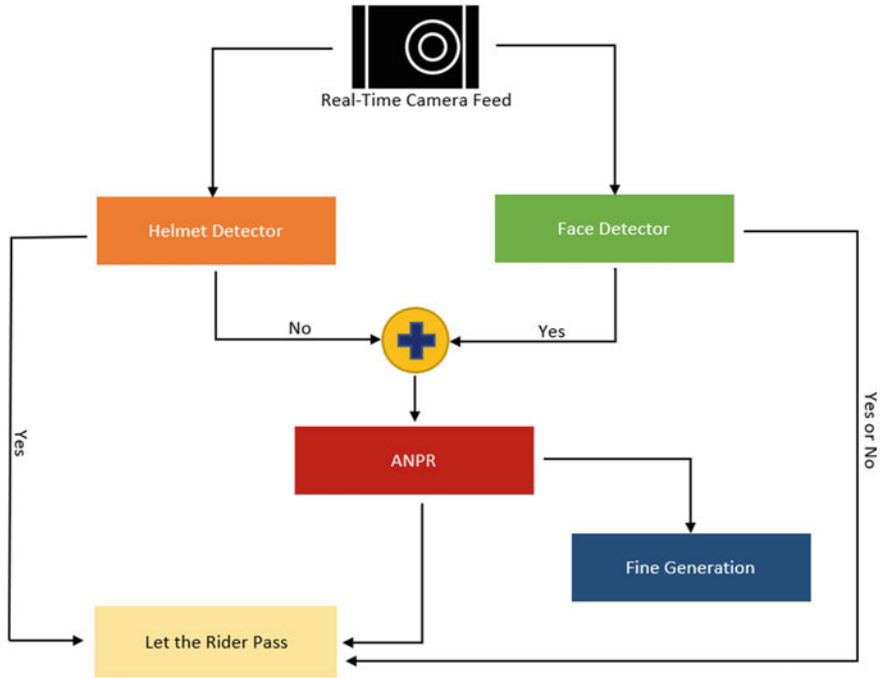 Real-Time Camera Feed
Helmet Detector
Face Detector
No
Yes
Yes
Yes or No
ANPR
Fine Generation
Let the Rider Pass